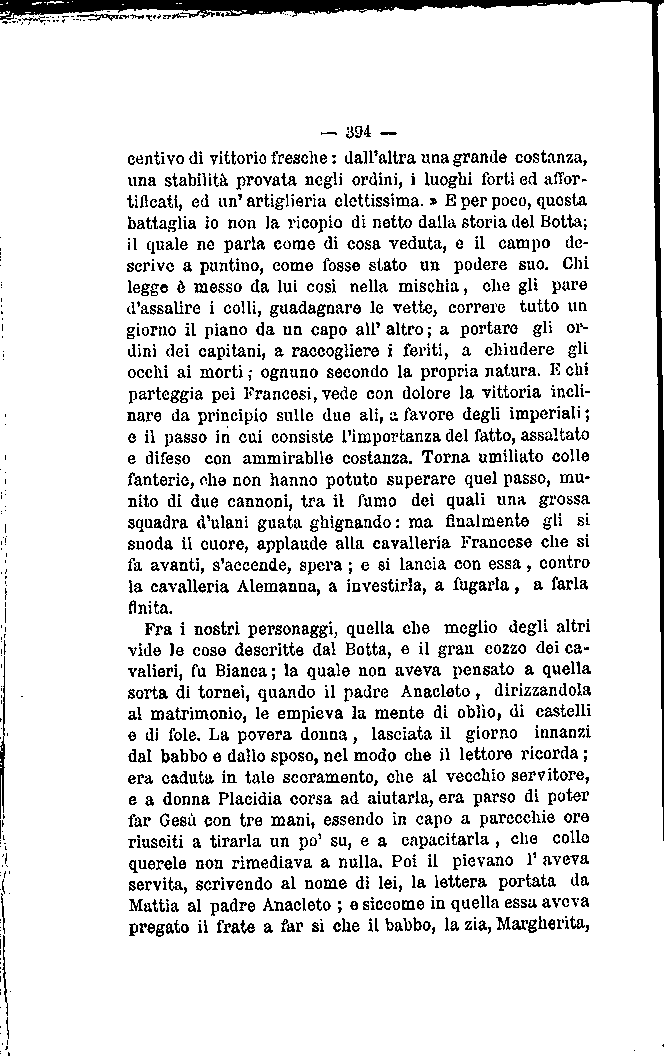 — 394 —
centivo di vittorie fresche : dall'altra una grande costanza,
una stabilità provata negli ordini, i luoghi forti ed affor-
tificati, ed un' artiglieria elettissima. » E per poco, questa
battaglia io non la ricopio di netto dalla storia del Botta;
il quale ne parla come di cosa veduta, e il campo de-
scrive a puntino, come fosse stato un podere suo. Chi
legge è messo da lui così nella mischia, che gli pare
d'assalire i colli, guadagnare le vette, correre tutto un
giorno il piano da un capo all' altro ; a portare gli or-
dini dei capitani, a raccogliere i feriti, a chiudere gli
occhi ai morti ; ognuno secondo la propria natura. E chi
parteggia pei Francesi, vede con dolore la vittoria incli-
nare da principio sulle due ali, a favore degli imperiali ;
e il passo in cui consiste l'importanza del fatto, assaltato
e difeso con ammirablle costanza. Torna umiliato colle
fanterie, che non hanno potuto superare quel passo, mu-
nito di due cannoni, tra il fumo dei quali una grossa
squadra d'ulani guata ghignando : ma finalmente gli si
snoda il cuore, applaude alla cavalleria Francese che si
fa avanti, s'accende, spera ; e si lancia con essa , contro
la cavalleria Alemanna, a investirla, a fugarla , a farla
finita.
Fra i nostri personaggi, quella che meglio degli altri
vide le cose descritte dal Botta, e il gran cozzo dei ca-
valieri, fu Bianca ; la quale non aveva pensato a quella
sorta di tornei, quando il padre Anacleto , dirizzandola
al matrimonio, le empieva la mente di oblio, di castelli
e di fole. La povera donna , lasciata il giorno innanzi
dal babbo e dallo sposo, nel modo che il lettore ricorda ;
era caduta in tale scoramento, che al vecchio servitore,
e a donna Placidia corsa ad aiutarla, era parso di poter
far Gesù con tre mani, essendo in capo a parecchie ore
riusciti a tirarla un po' su, e a capacitarla , che colle
querele non rimediava a nulla. Poi il pievano l' aveva
servita, scrivendo al nome di lei, la lettera portata da
Mattia al padre Anacleto ; e siccome in quella essa aveva
pregato il frate a far sì che il babbo, la zia, Margherita,